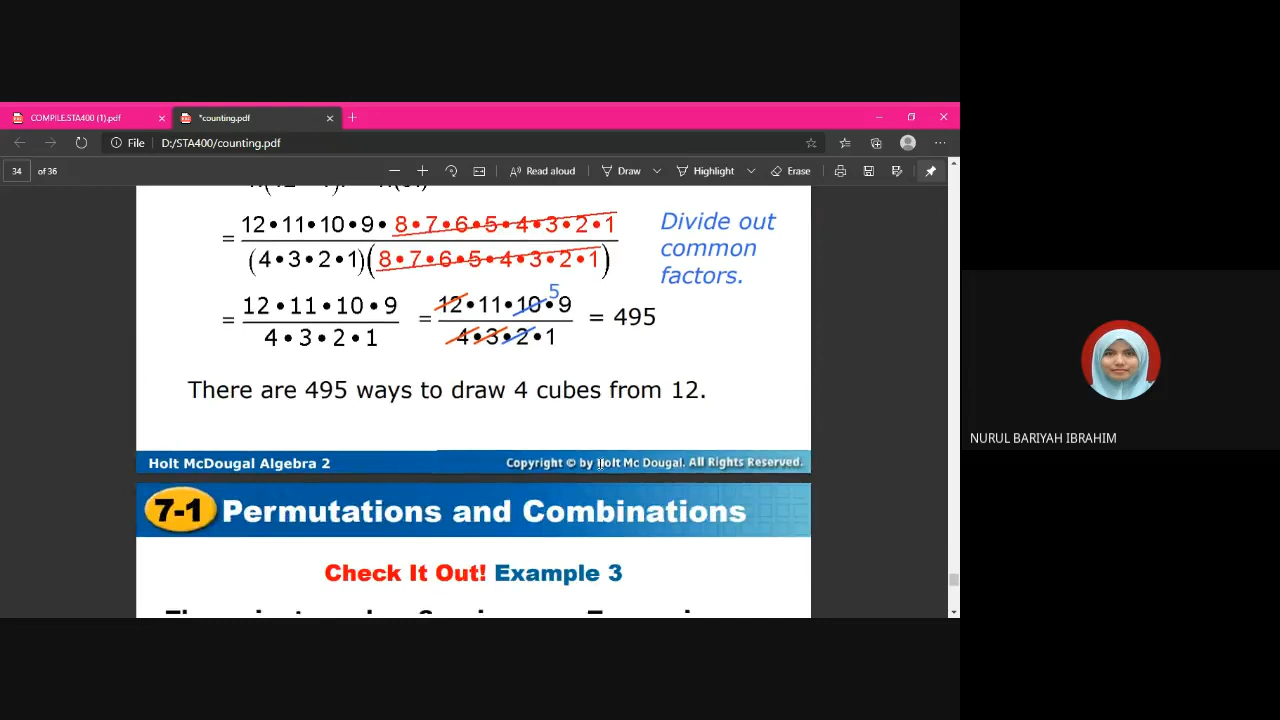 COMPILE.STA400 (1).pdf
*counting.pdf
File D:/STA400/counting.pdf
34 of 36
Read aloud Draw Highlight Erase
= 12•11•10•9•8•7•6•5•4•3•2•1
(4•3•2•1)(8•7•6•5•4•3•2•1)
Divide out
common
factors.
= 12•11•10•9
4•3•2•1
= 12•11•10•9
5
4•3•2•1
= 495
There are 495 ways to draw 4 cubes from 12.
Holt McDougal Algebra 2
Copyright © by Holt Mc Dougal. All Rights Reserved.
7-1 Permutations and Combinations
Check It Out! Example 3
NURUL BARIYAH IBRAHIM